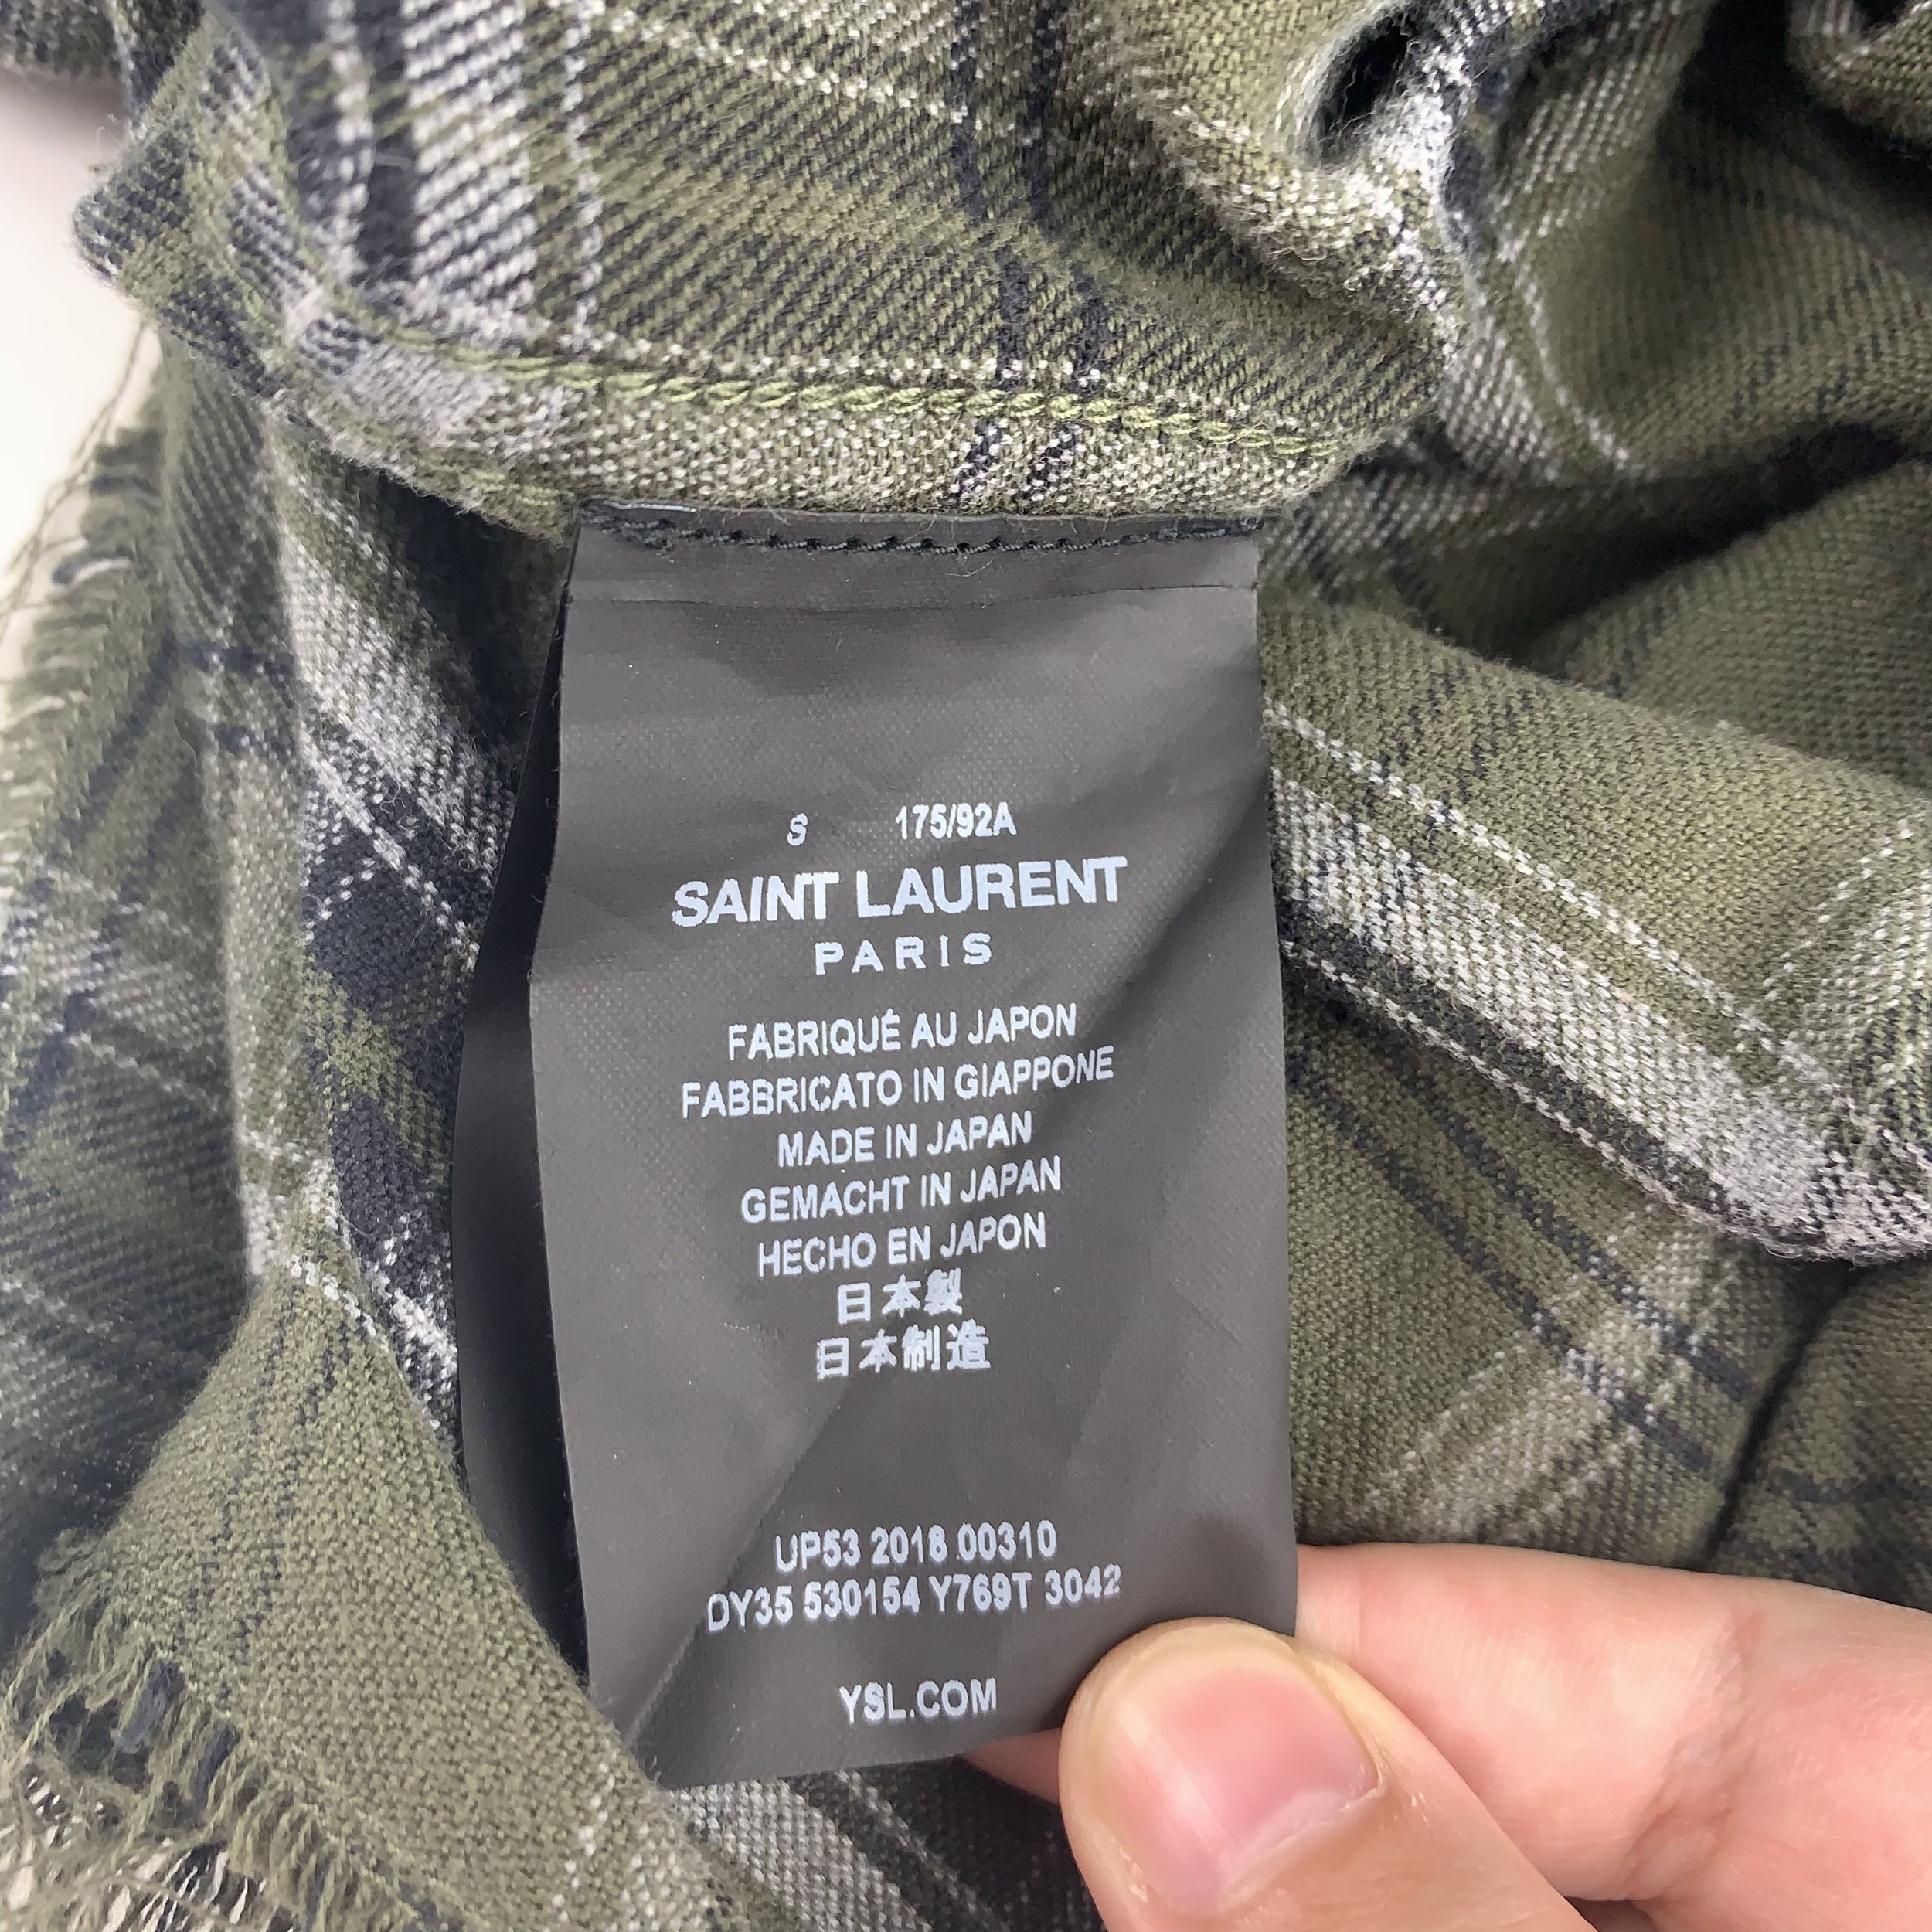 S 175/92A
SAINT LAURENT
PARIS
FABRIQUÉ AU JAPON
FABBRICATO IN GIAPPONE
MADE IN JAPAN
GEMACHT IN JAPAN
HECHO EN JAPON
日本製
日本制造
UP53 2018 00310
DY35 530154 Y769T 3042
YSL.COM